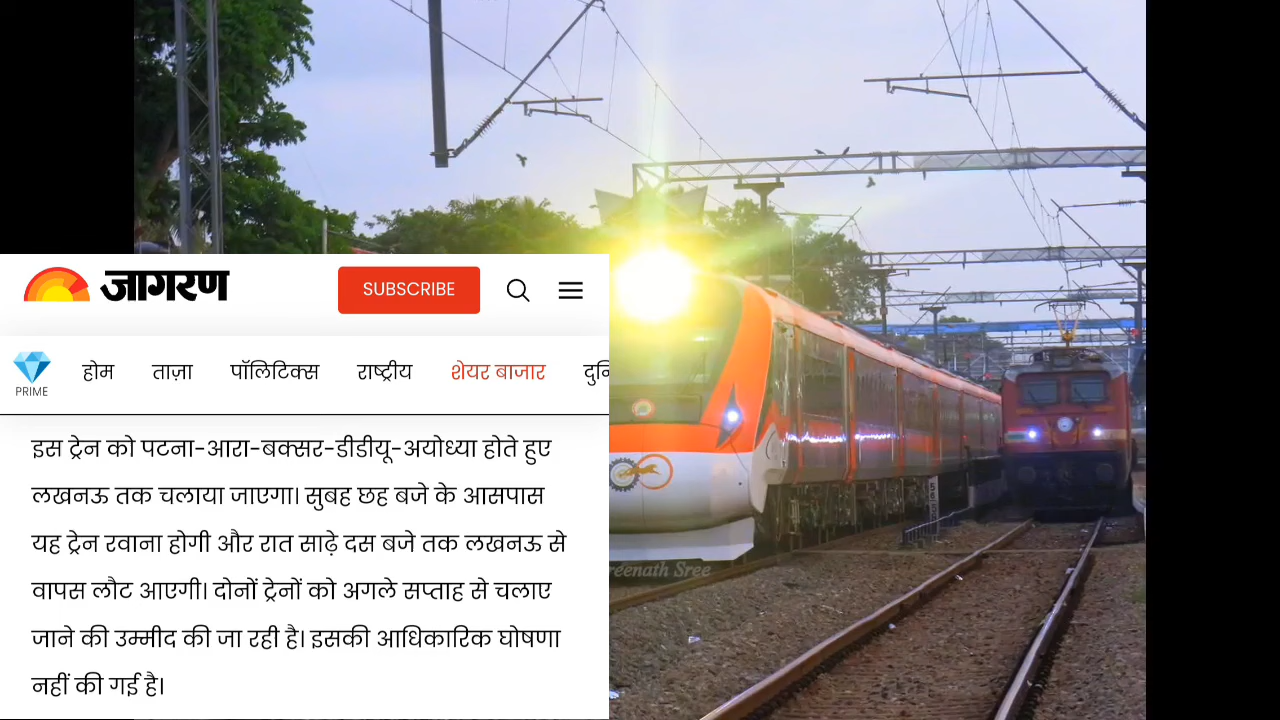 जागरण
SUBSCRIBE
PRIME
होम ताज़ा पॉलिटिक्स राष्ट्रीय शेयर बाजार
इस ट्रेन को पटना-आरा-बक्सर-डीडीयू-अयोध्या होते हुए
लखनऊ तक चलाया जाएगा। सुबह छह बजे के आसपास
यह ट्रेन रवाना होगी और रात साढ़े दस बजे तक लखनऊ से
वापस लौट आएगी। दोनों ट्रेनों को अगले सप्ताह से चलाए
जाने की उम्मीद की जा रही है। इसकी आधिकारिक घोषणा
नहीं की गई है।
Sree